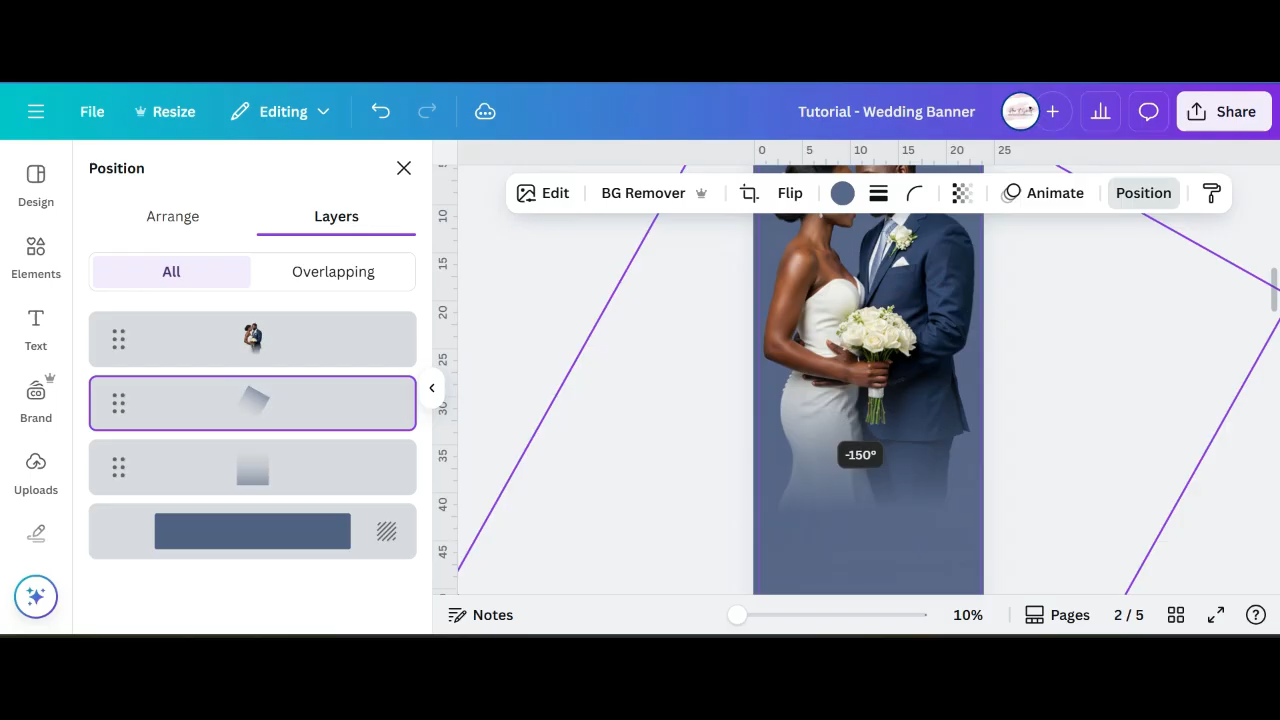 File
Resize
Editing
Tutorial - Wedding Banner
Share
Design
Elements
Text
Brand
Uploads
Position
Arrange
Layers
All
Overlapping
0 5 10 15 20 25
10
15
20
25
30
35
40
45
Edit
BG Remover
Flip
Animate
Position
-150°
Notes
10%
Pages
2 / 5